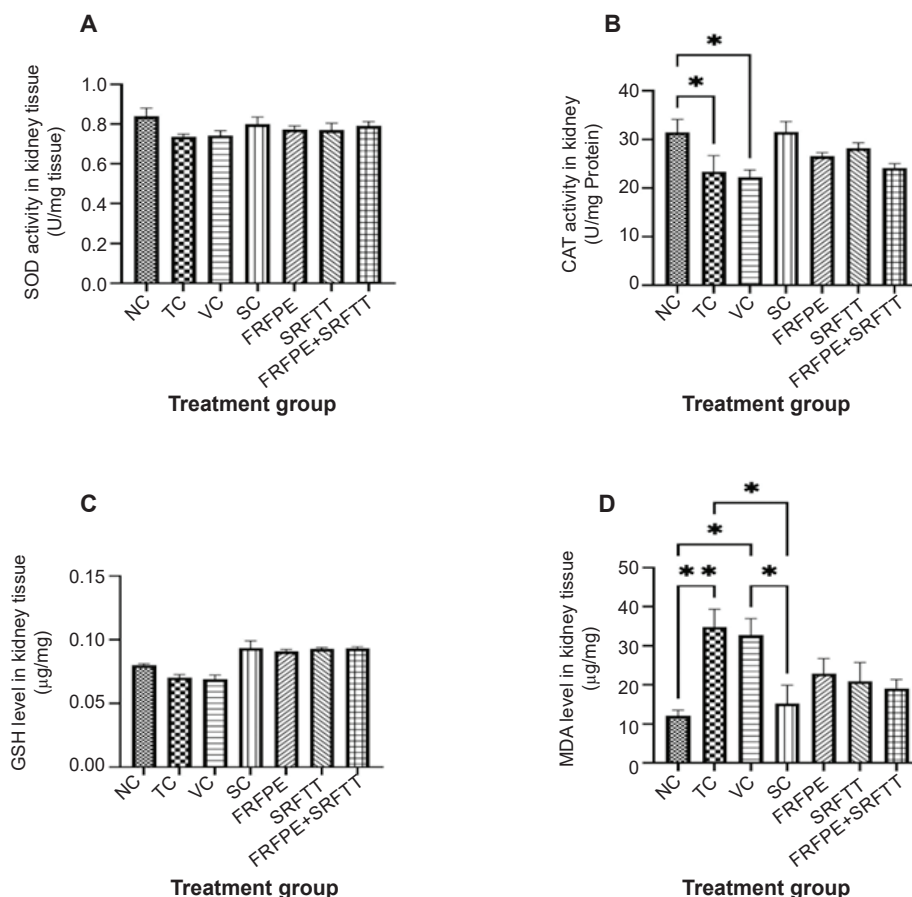 A
SOD activity in kidney tissue
(U/mg tissue)
1.0
0.8
0.6
0.4
0.2
0.0
NC
TC
VC
SC
FRFPE
SRFTT
FRFPE+SRFTT
Treatment group
B
CAT activity in kidney
(U/mg Protein)
*
*
40
30
20
10
0
NC
TC
VC
SC
FRFPE
SRFTT
FRFPE+SRFTT
Treatment group
C
GSH level in kidney tissue
(µg/mg)
0.15
0.10
0.05
0.00
NC
TC
VC
SC
FRFPE
SRFTT
FRFPE+SRFTT
Treatment group
D
MDA level in kidney tissue
(µg/mg)
*
*
** *
50
40
30
20
10
0
NC
TC
VC
SC
FRFPE
SRFTT
FRFPE+SRFTT
Treatment group